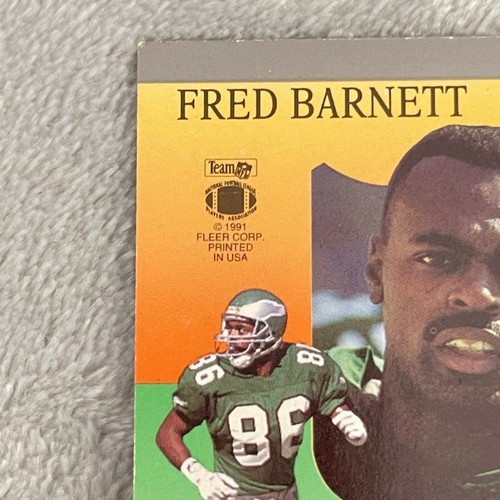 FRED BARNETT
Team NFL
NATIONAL FOOTBALL LEAGUE
PLAYERS ASSOCIATION
© 1991
FLEER CORP.
PRINTED
IN USA
86
86